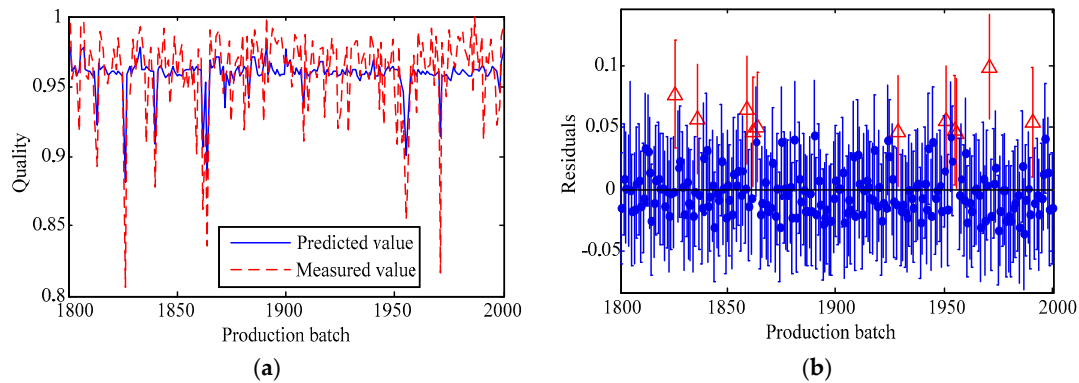 1
0.95
0.9
0.85
0.8
Quality
Predicted value
Measured value
1800
1850
1900
1950
2000
Production batch
(a)
0.1
0.05
0
-0.05
Residuals
1801
1850
1900
1950
2000
Production batch
(b)